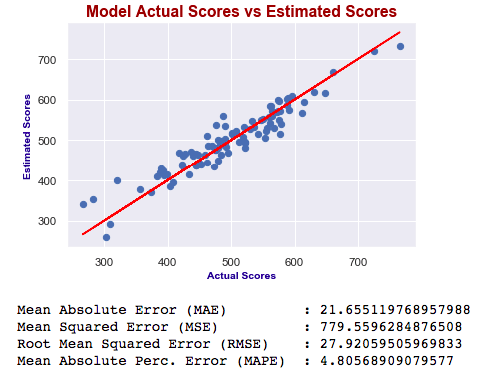 Model Actual Scores vs Estimated Scores
700
600
500
400
300
Estimated Scores
300 400 500 600 700
Actual Scores
Mean Absolute Error (MAE) : 21.655119768957988
Mean Squared Error (MSE) : 779.5596284876508
Root Mean Squared Error (RMSE) : 27.92059505969833
Mean Absolute Perc. Error (MAPE) : 4.80568909079577